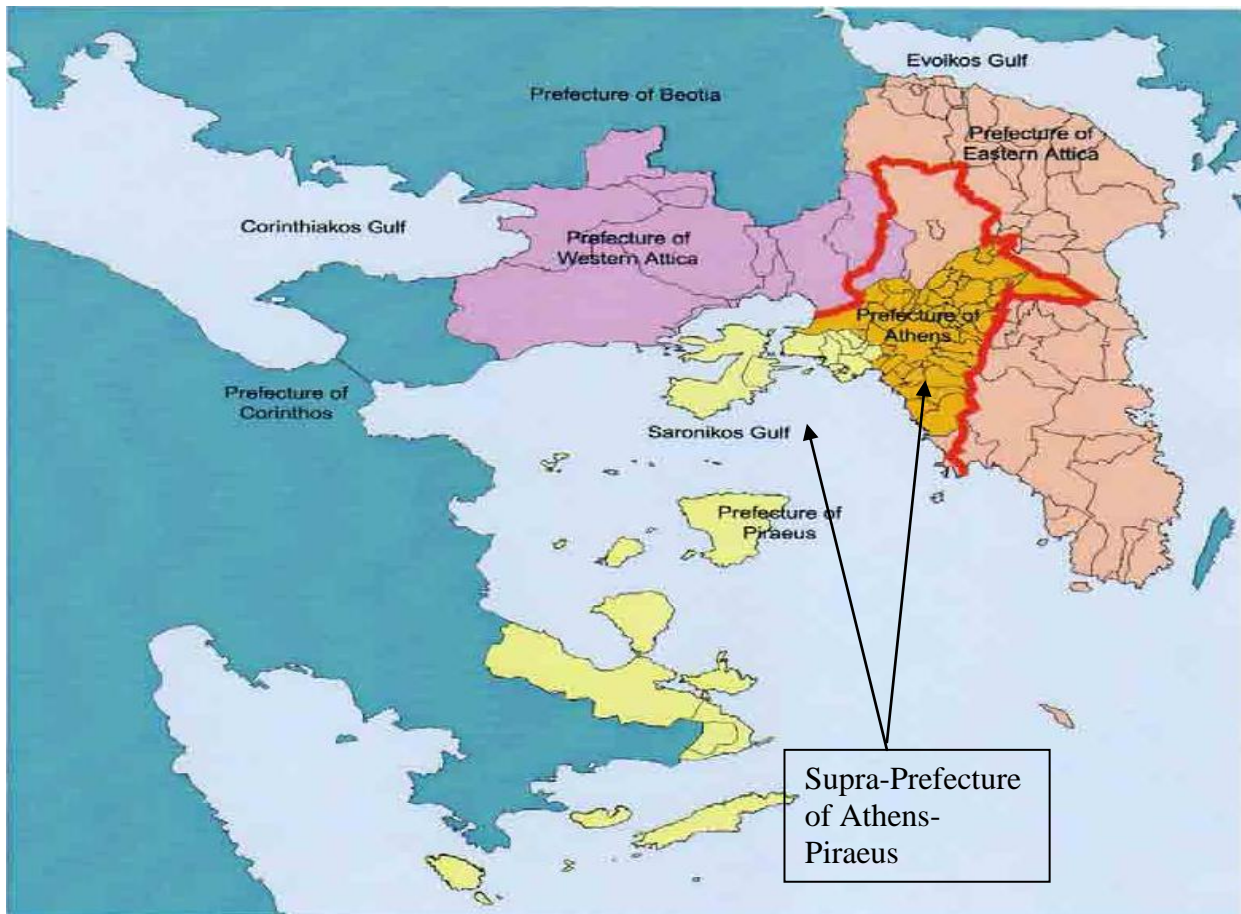 Evoikos Gulf
Prefecture of Beotia
Prefecture of
Eastern Attica
Corinthiakos Gulf
Prefecture of
Western Attica
Prefecture of
Athens
Prefecture of
Corinthos
Saronikos Gulf
Prefecture of
Piraeus
Supra-Prefecture
of Athens-
Piraeus